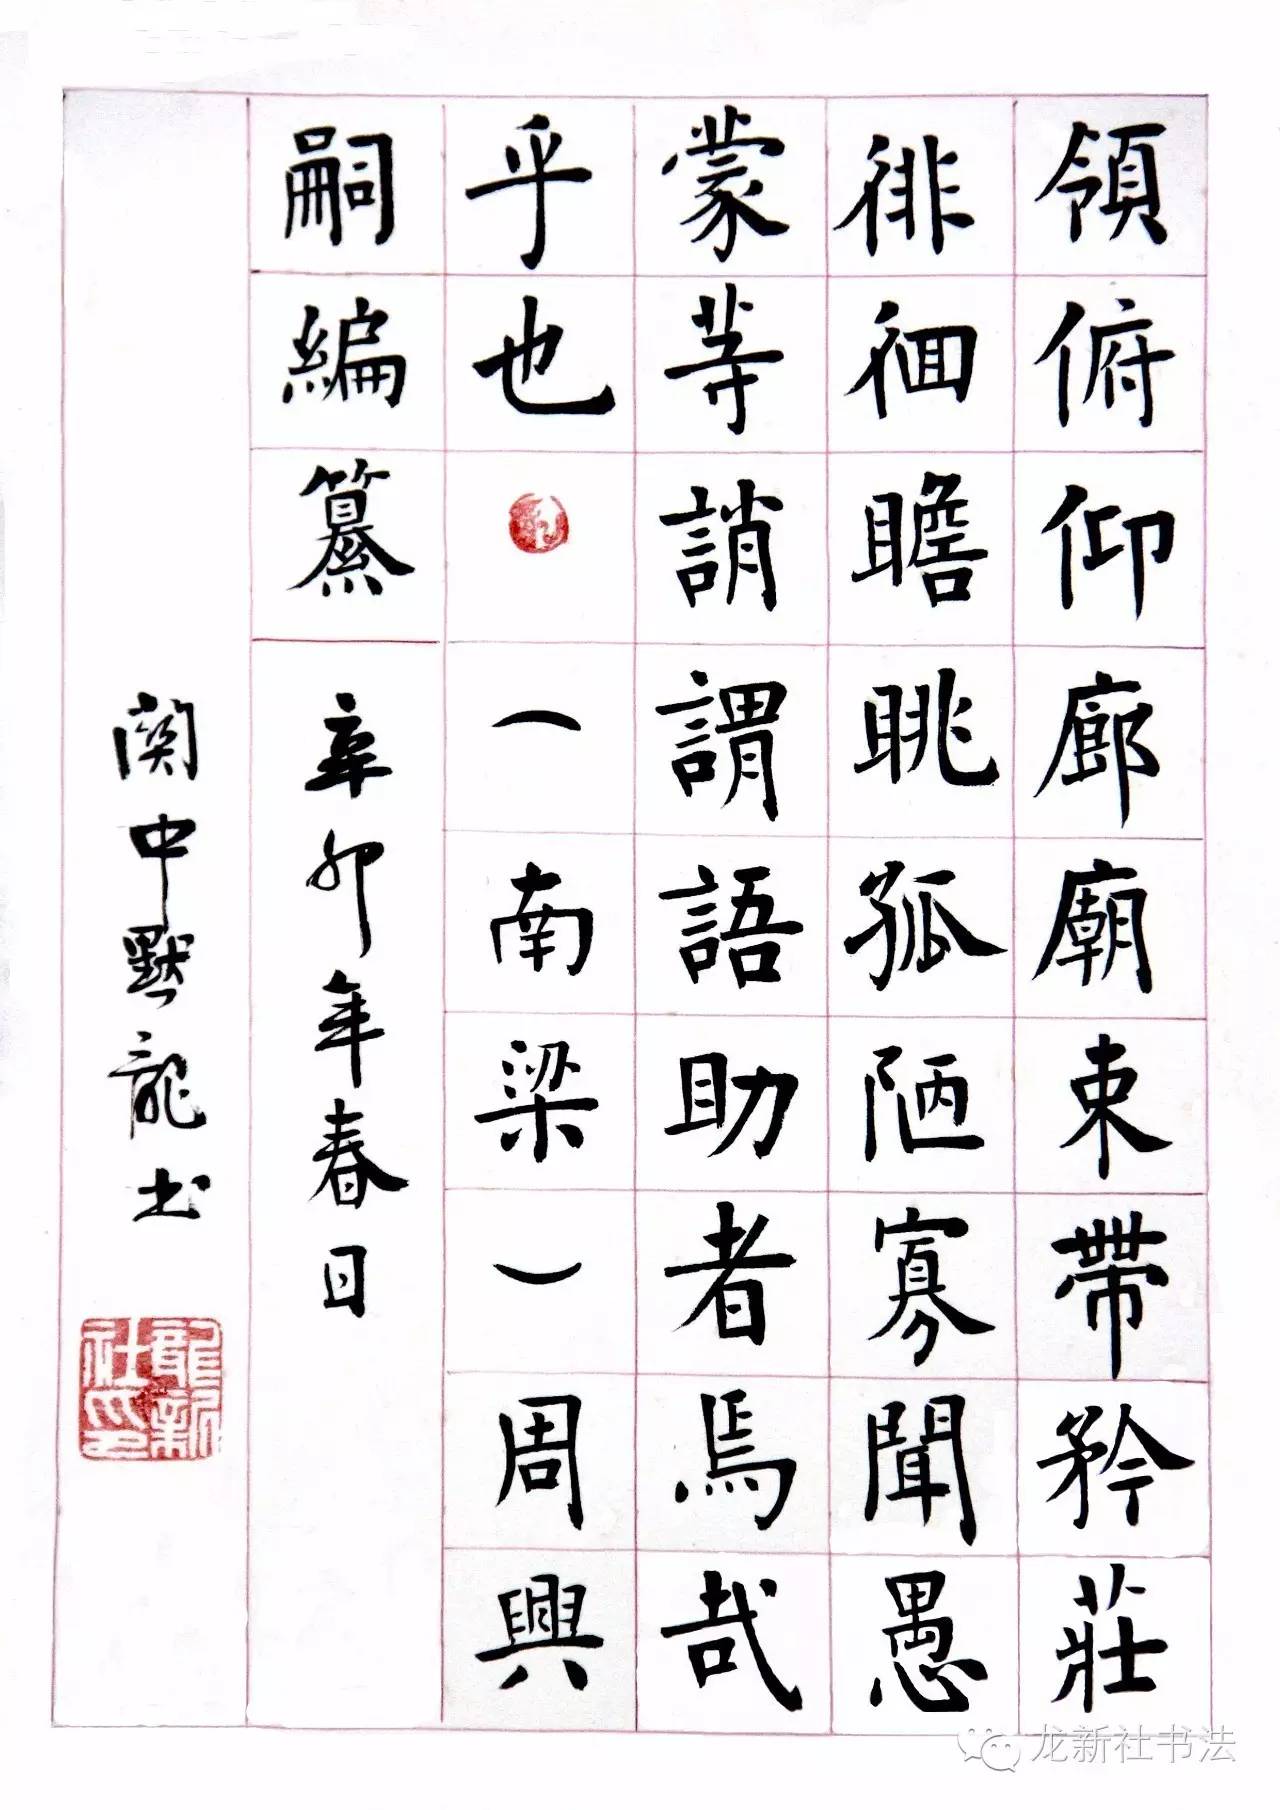 領俯仰廊廟束帶矜莊
徘徊瞻眺孤陋寡聞愚
蒙等誚謂語助者焉哉
乎也（南梁）周興
嗣編纂
辛卯年春日
関中默龍书
龍新社印
龙新社书法